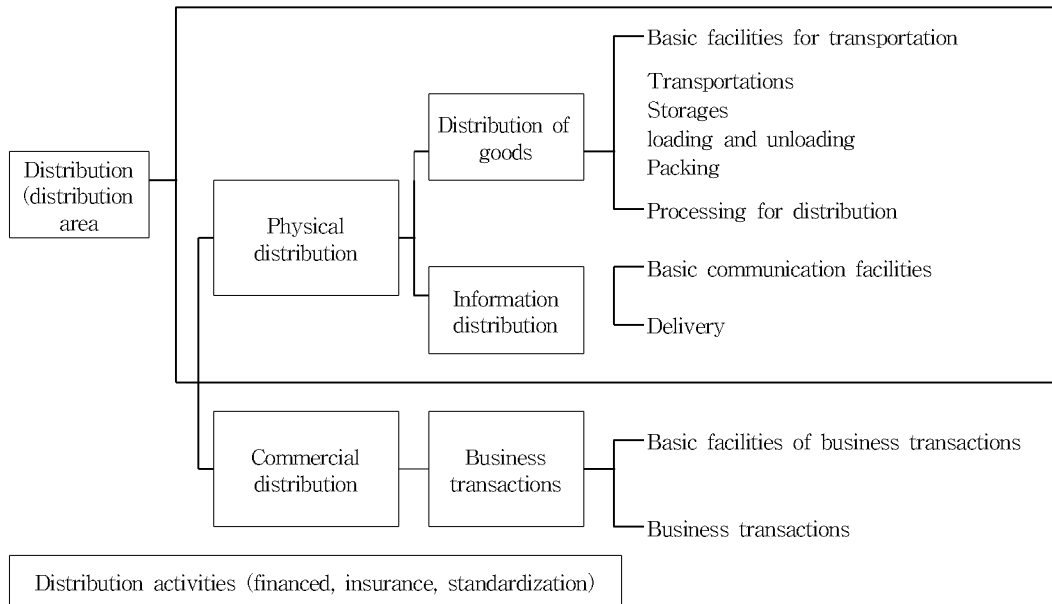 Distribution
(distribution
area
Physical
distribution
Distribution of
goods
Basic facilities for transportation
Transportations
Storages
loading and unloading
Packing
Processing for distribution
Information
distribution
Basic communication facilities
Delivery
Commercial
distribution
Business
transactions
Basic facilities of business transactions
Business transactions
Distribution activities (financed, insurance, standardization)